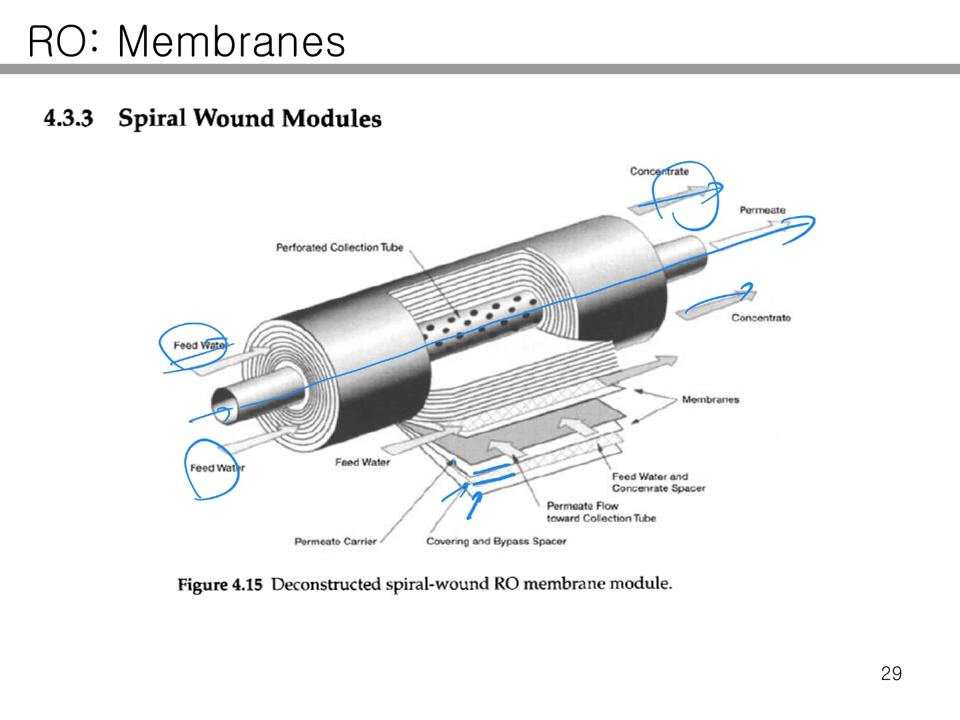 RO: Membranes
4.3.3 Spiral Wound Modules
Concentrate
Permeate
Perforated Collection Tube
Concentrate
Feed Water
Membranes
Feed Water
Feed Water
Feed Water and
Concenrate Spacer
Permeate Flow
toward Collection Tube
Permeate Carrier
Covering and Bypass Spacer
Figure 4.15 Deconstructed spiral-wound RO membrane module.
29